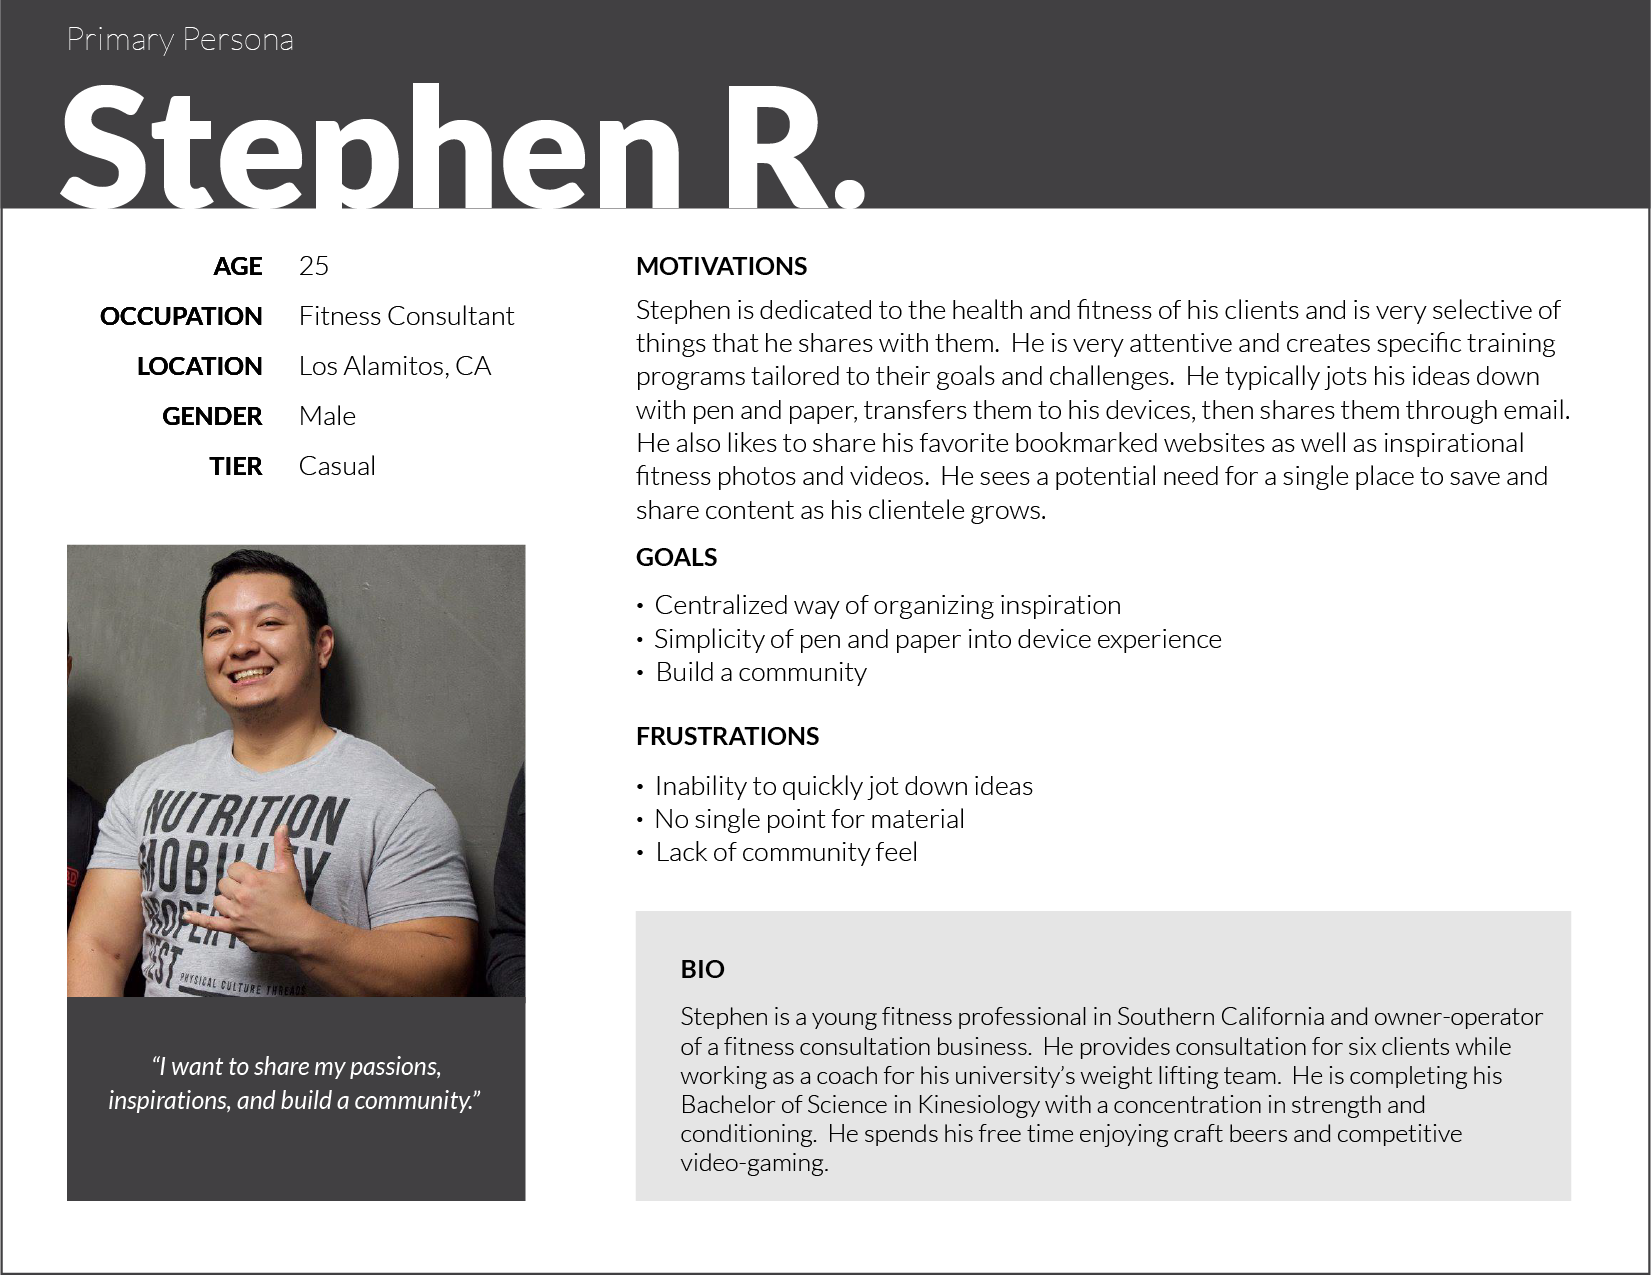 Primary Persona
Stephen R.
AGE 25
OCCUPATION Fitness Consultant
LOCATION Los Alamitos, CA
GENDER Male
TIER Casual
NUTRITION
MOBILITY
PHYSICAL CULTURE THREADS
“I want to share my passions,
inspirations, and build a community.”
MOTIVATIONS
Stephen is dedicated to the health and fitness of his clients and is very selective of
things that he shares with them.  He is very attentive and creates specific training
programs tailored to their goals and challenges.  He typically jots his ideas down
with pen and paper, transfers them to his devices, then shares them through email.
He also likes to share his favorite bookmarked websites as well as inspirational
fitness photos and videos.  He sees a potential need for a single place to save and
share content as his clientele grows.
GOALS
• Centralized way of organizing inspiration
• Simplicity of pen and paper into device experience
• Build a community
FRUSTRATIONS
• Inability to quickly jot down ideas
• No single point for material
• Lack of community feel
BIO
Stephen is a young fitness professional in Southern California and owner-operator
of a fitness consultation business.  He provides consultation for six clients while
working as a coach for his university’s weight lifting team.  He is completing his
Bachelor of Science in Kinesiology with a concentration in strength and
conditioning.  He spends his free time enjoying craft beers and competitive
video-gaming.